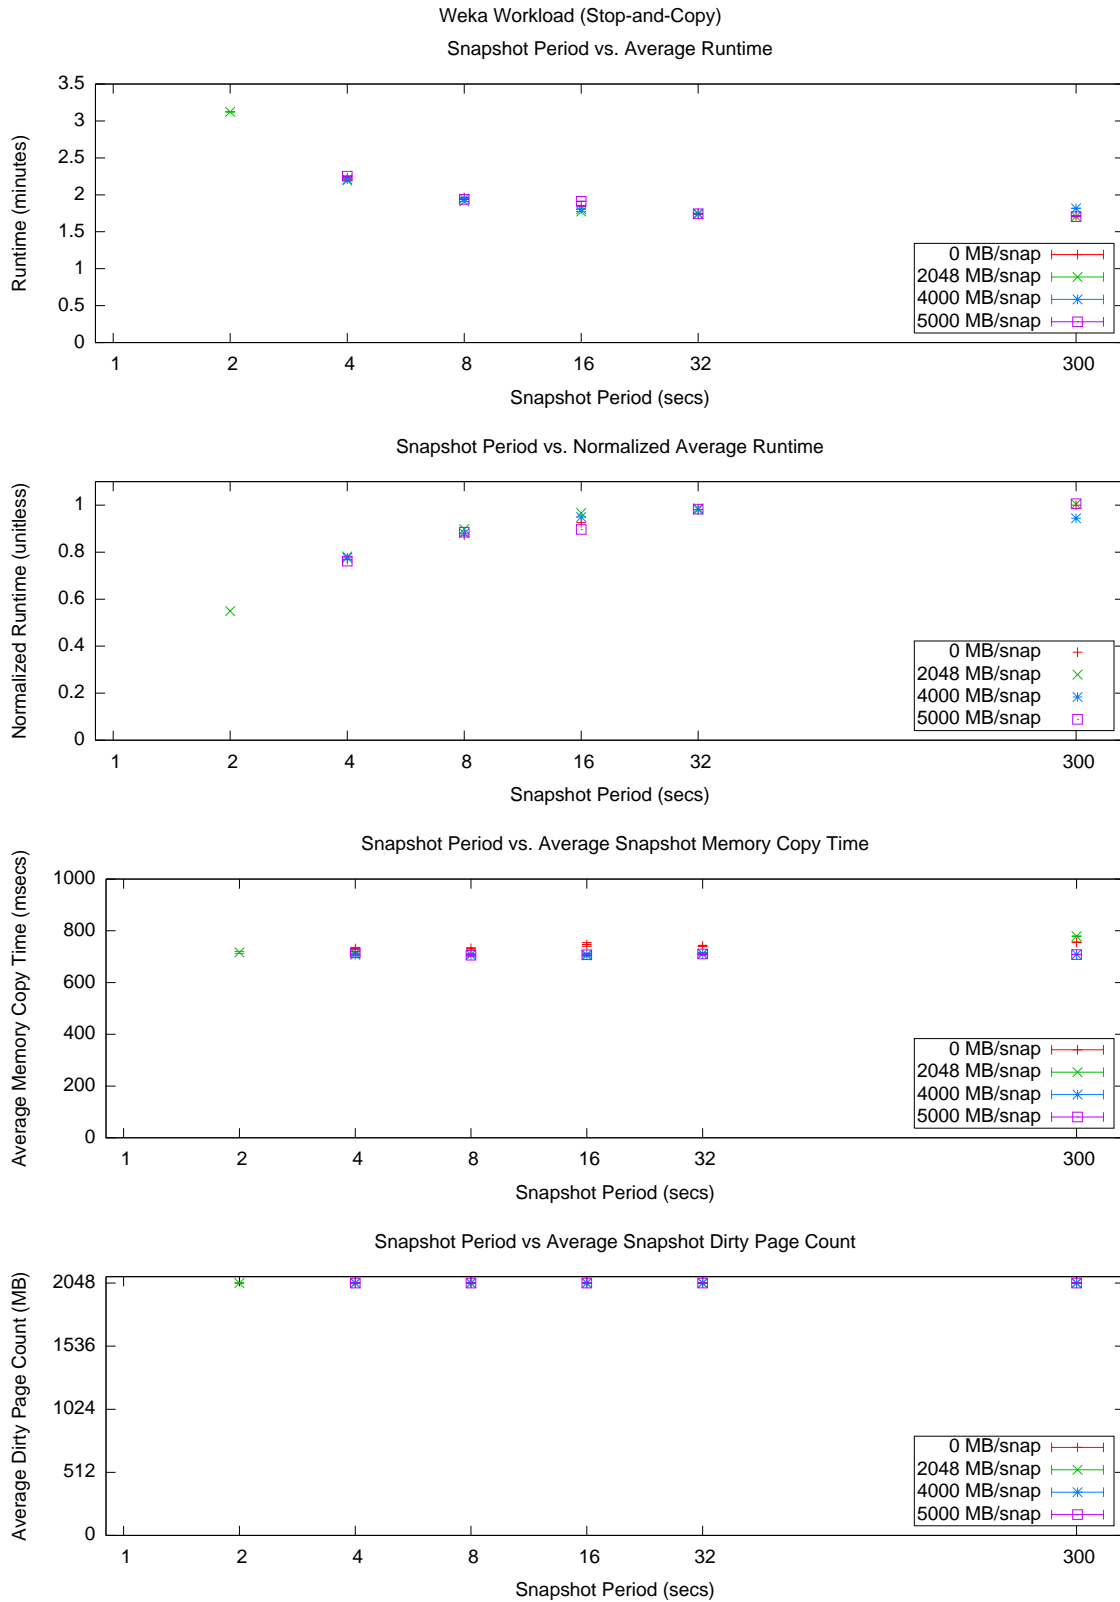 Weka Workload (Stop-and-Copy)
Snapshot Period vs. Average Runtime
Runtime (minutes)
3.5
3
2.5
2
1.5
1
0.5
0
0 MB/snap
2048 MB/snap
4000 MB/snap
5000 MB/snap
1 2 4 8 16 32 300
Snapshot Period (secs)
Snapshot Period vs. Normalized Average Runtime
Normalized Runtime (unitless)
1
0.8
0.6
0.4
0.2
0
0 MB/snap
2048 MB/snap
4000 MB/snap
5000 MB/snap
1 2 4 8 16 32 300
Snapshot Period (secs)
Snapshot Period vs. Average Snapshot Memory Copy Time
Average Memory Copy Time (msecs)
1000
800
600
400
200
0
0 MB/snap
2048 MB/snap
4000 MB/snap
5000 MB/snap
1 2 4 8 16 32 300
Snapshot Period (secs)
Snapshot Period vs Average Snapshot Dirty Page Count
Average Dirty Page Count (MB)
2048
1536
1024
512
0
0 MB/snap
2048 MB/snap
4000 MB/snap
5000 MB/snap
1 2 4 8 16 32 300
Snapshot Period (secs)